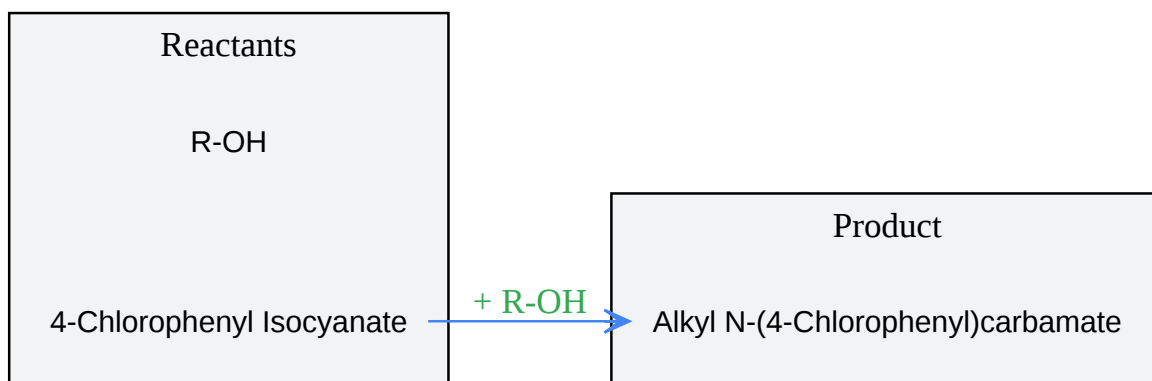 Reactants
R-OH
4-Chlorophenyl Isocyanate
+ R-OH
Product
Alkyl N-(4-Chlorophenyl)carbamate